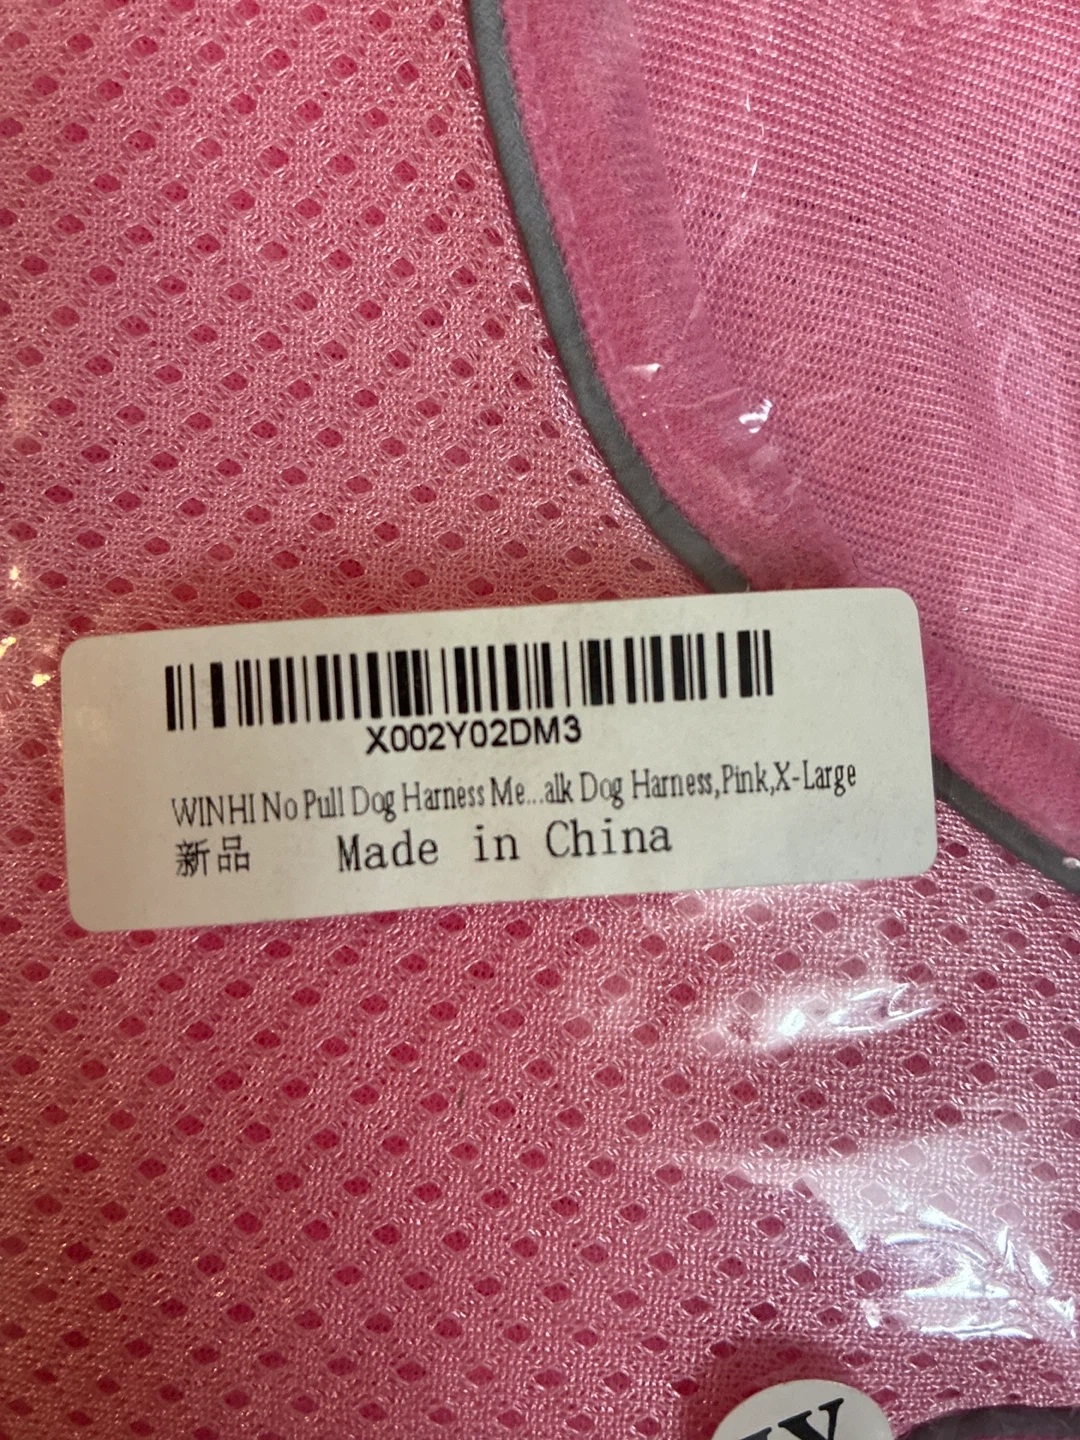 X002Y02DM3
WINHI No Pull Dog Harness Me...alk Dog Harness,Pink,X-Large
新品 Made in China